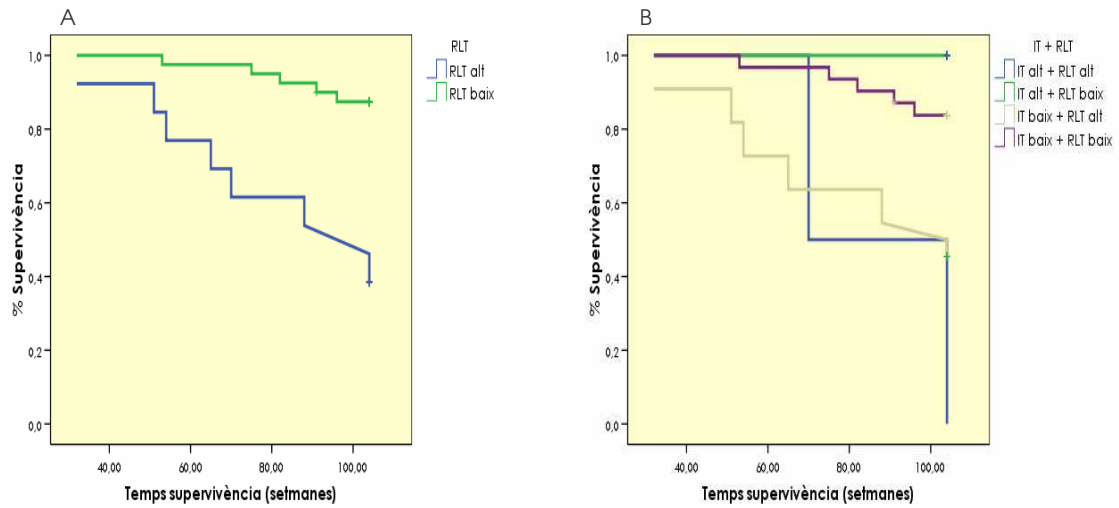 A
RLT
RLT alt
RLT baix
1,0
0,8
0,6
0,4
0,2
0,0
% Supervivència
40,00 60,00 80,00 100,00
Temps supervivència (setmanes)
B
IT + RLT
IT alt + RLT alt
IT alt + RLT baix
IT baix + RLT alt
IT baix + RLT baix
1,0
0,8
0,6
0,4
0,2
0,0
% Supervivència
40,00 60,00 80,00 100,00
Temps supervivència (setmanes)